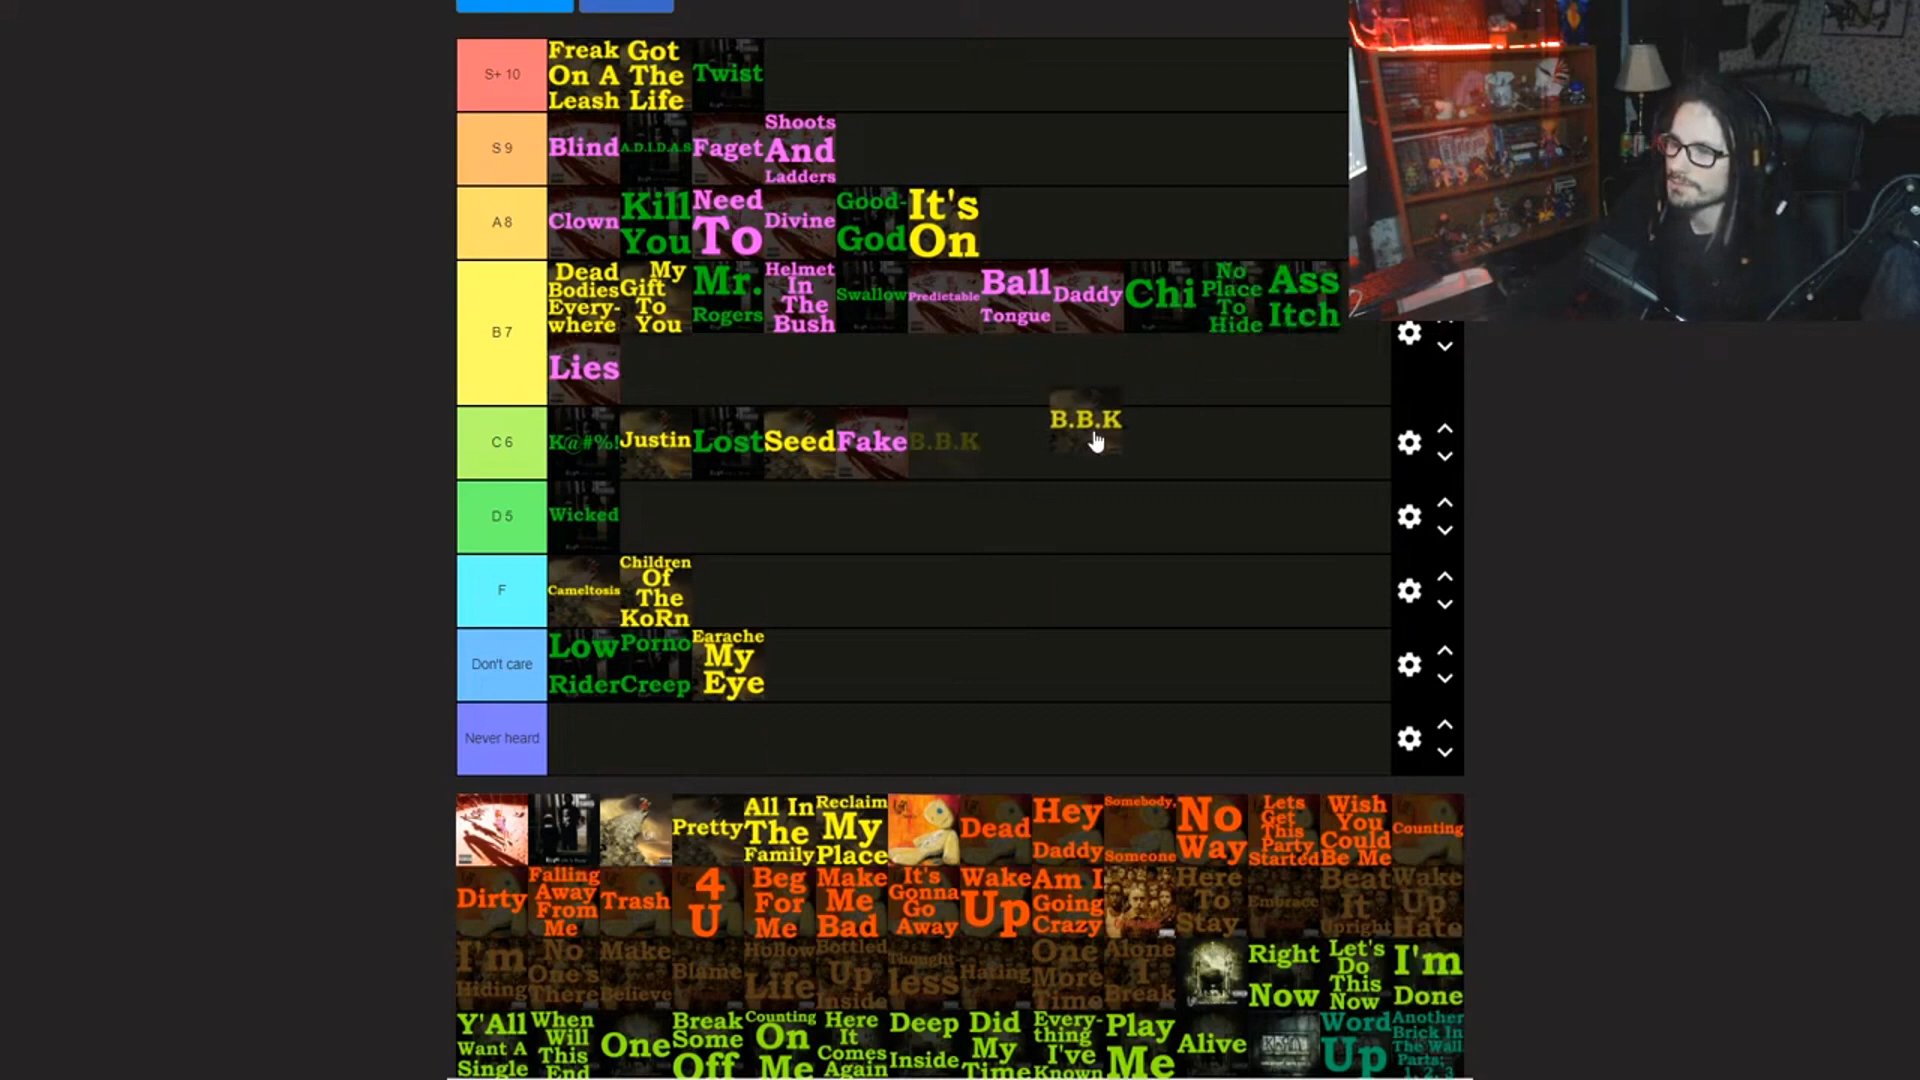 S+ 10
Freak On A Leash
Got The Life
Twist
S 9
Blind
A.D.I.D.A.S
Faget
Shoots And Ladders
A 8
Clown
Kill You
Need To
Divine
Good-God
It's On
B 7
Dead Bodies Every-where
My Gift To You
Mr. Rogers
Helmet In The Bush
Swallow
Predictable
Ball Tongue
Daddy
Chi
No Place To Hide
Ass Itch
Lies
B.B.K
C 6
K@#%!
Justin
Lost
Seed
Fake
B.B.K
D 5
Wicked
F
Cameltosis
Children Of The KoRn
Don't care
Low Rider
Porno Creep
Earache My Eye
Never heard
Pretty
All In The Family
Reclaim My Place
Dead
Hey Daddy
Somebody, Someone
No Way
Lets Get This Party Started
Wish You Could Be Me
Counting
Dirty
Falling Away From Me
Trash
4 U
Beg For Me
Make Me Bad
It's Gonna Go Away
Wake Up
Am I Going Crazy
Here To Stay
Embrace
Beat It Upright
Wake Up Hate
I'm Hiding
No One's There
Make Believe
Blame
Hollow Life
Bottled Up Inside
Thought-less
Hating
One More Time
Alone I Break
Right Now
Let's Do This Now
I'm Done
Y'All Want A Single
When Will This End
One
Break Some Off
Counting On Me
Here It Comes Again
Deep Inside
Did My Time
Every-thing I've Known
Play Me
Alive
Word Up
Another Brick In The Wall Parts: 1, 2, 3